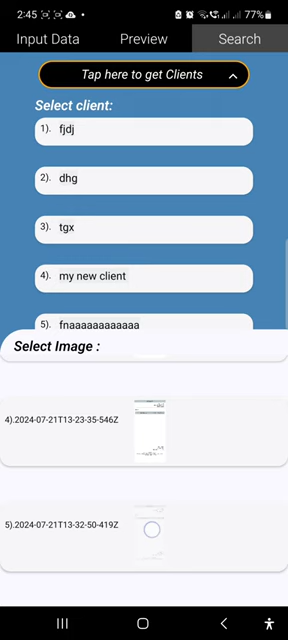 2:45 77%
Input Data Preview Search
Tap here to get Clients
Select client:
1). fjdj
2). dhg
3). tgx
4). my new client
5). fnaaaaaaaaaaaa
Select Image :
4).2024-07-21T13-23-35-546Z
5).2024-07-21T13-32-50-419Z